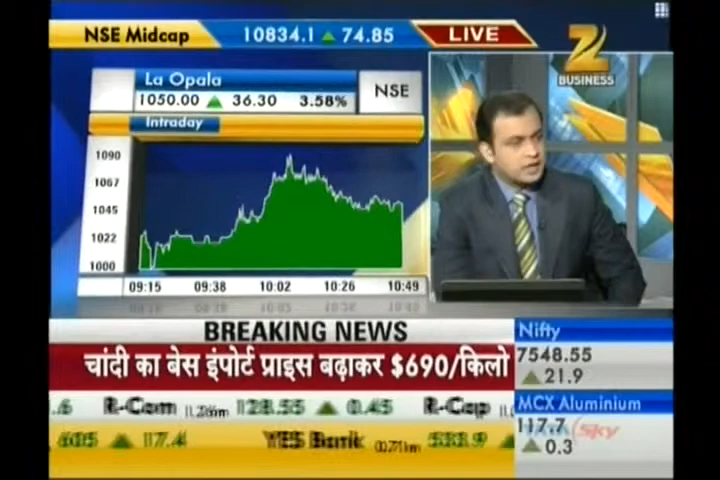 NSE Midcap 10834.1 ▲ 74.85 LIVE
Z
BUSINESS
La Opala
1050.00 ▲ 36.30 3.58% NSE
Intraday
1090
1067
1045
1022
1000
09:15 09:38 10:02 10:26 10:49
BREAKING NEWS
चांदी का बेस इंपोर्ट प्राइस बढ़ाकर $690/किलो
Nifty
7548.55
▲ 21.9
.6 R-Com 128.55 ▲ 0.45 R-Cap
MCX Aluminium
117.7
▲ 0.3
▲ 17.4 YES Bank
sky